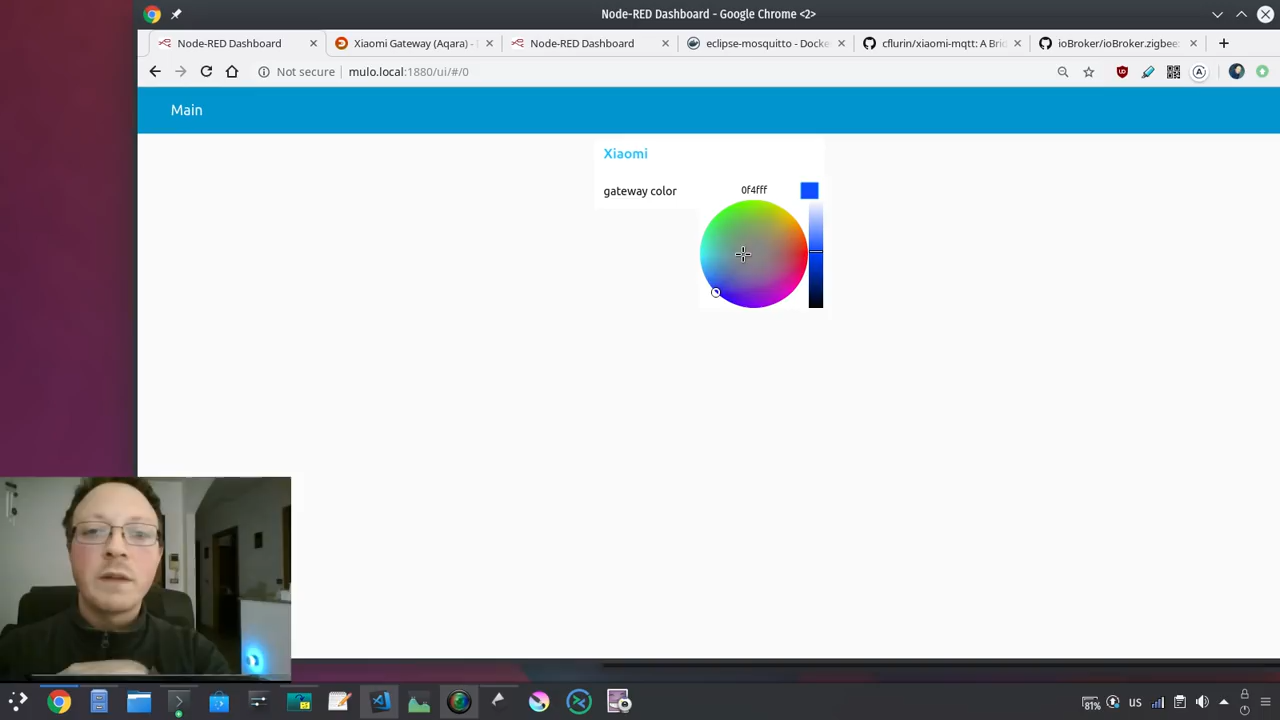 Node-RED Dashboard - Google Chrome <2>
Node-RED Dashboard
Xiaomi Gateway (Aqara) -
Node-RED Dashboard
eclipse-mosquitto - Docke
cflurin/xiaomi-mqtt: A Bri
ioBroker/ioBroker.zigbee:
Not secure
mulo.local:1880/ui/#/0
Main
Xiaomi
gateway color
0f4fff
81%
us